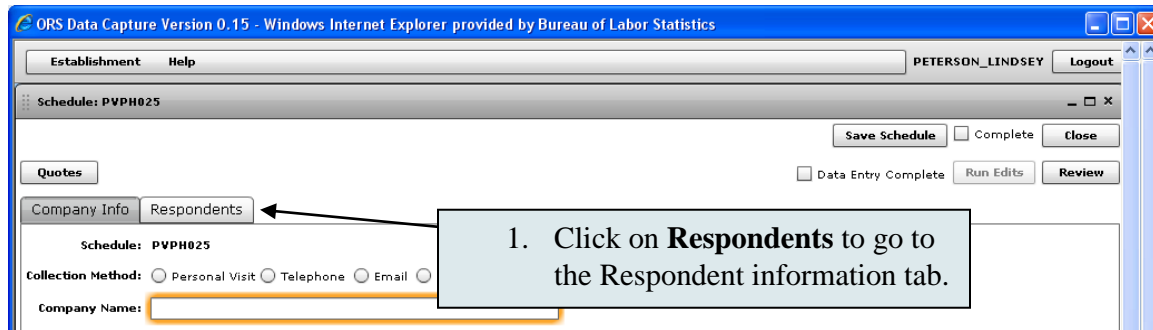 ORS Data Capture Version 0.15 - Windows Internet Explorer provided by Bureau of Labor Statistics
Establishment Help PETERSON_LINDSEY Logout
Schedule: PVPH025
Save Schedule Complete Close
Quotes Data Entry Complete Run Edits Review
Company Info Respondents
1. Click on Respondents to go to
the Respondent information tab.
Schedule: PVPH025
Collection Method: Personal Visit Telephone Email
Company Name: